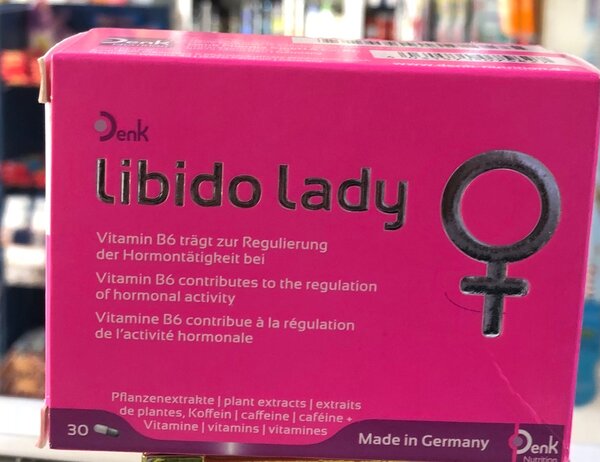 Denk
Denk
libido lady
Vitamin B6 trägt zur Regulierung
der Hormontätigkeit bei
Vitamin B6 contributes to the regulation
of hormonal activity
Vitamine B6 contribue à la régulation
de l'activité hormonale
Pflanzenextrakte | plant extracts | extraits
de plantes, Koffein | caffeine | caféine +
Vitamine | vitamins | vitamines
30
Made in Germany
Denk
Nutrition